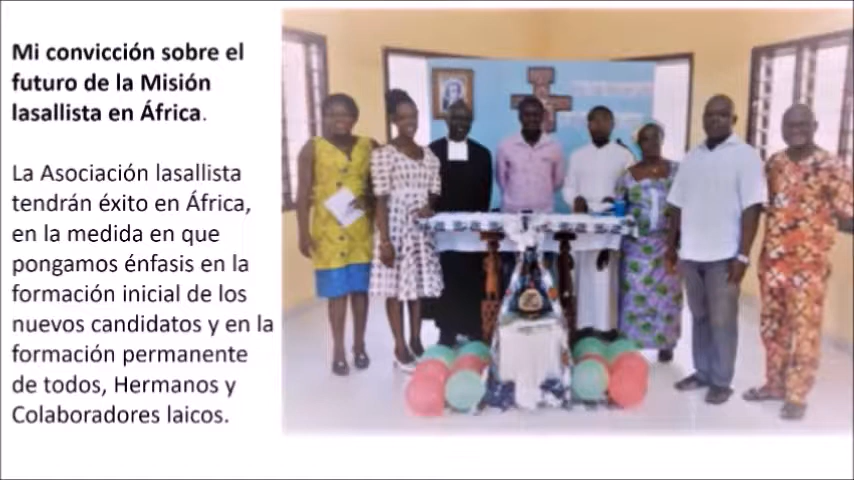 Mi convicción sobre el
futuro de la Misión
lasallista en África.
La Asociación lasallista
tendrán éxito en África,
en la medida en que
pongamos énfasis en la
formación inicial de los
nuevos candidatos y en la
formación permanente
de todos, Hermanos y
Colaboradores laicos.